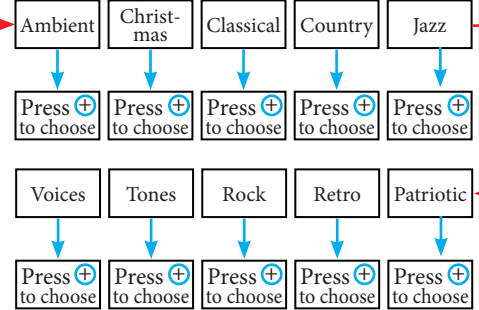 Ambient
Christ-
mas
Classical
Country
Jazz
Press ⊕
to choose
Press ⊕
to choose
Press ⊕
to choose
Press ⊕
to choose
Press ⊕
to choose
Voices
Tones
Rock
Retro
Patriotic
Press ⊕
to choose
Press ⊕
to choose
Press ⊕
to choose
Press ⊕
to choose
Press ⊕
to choose